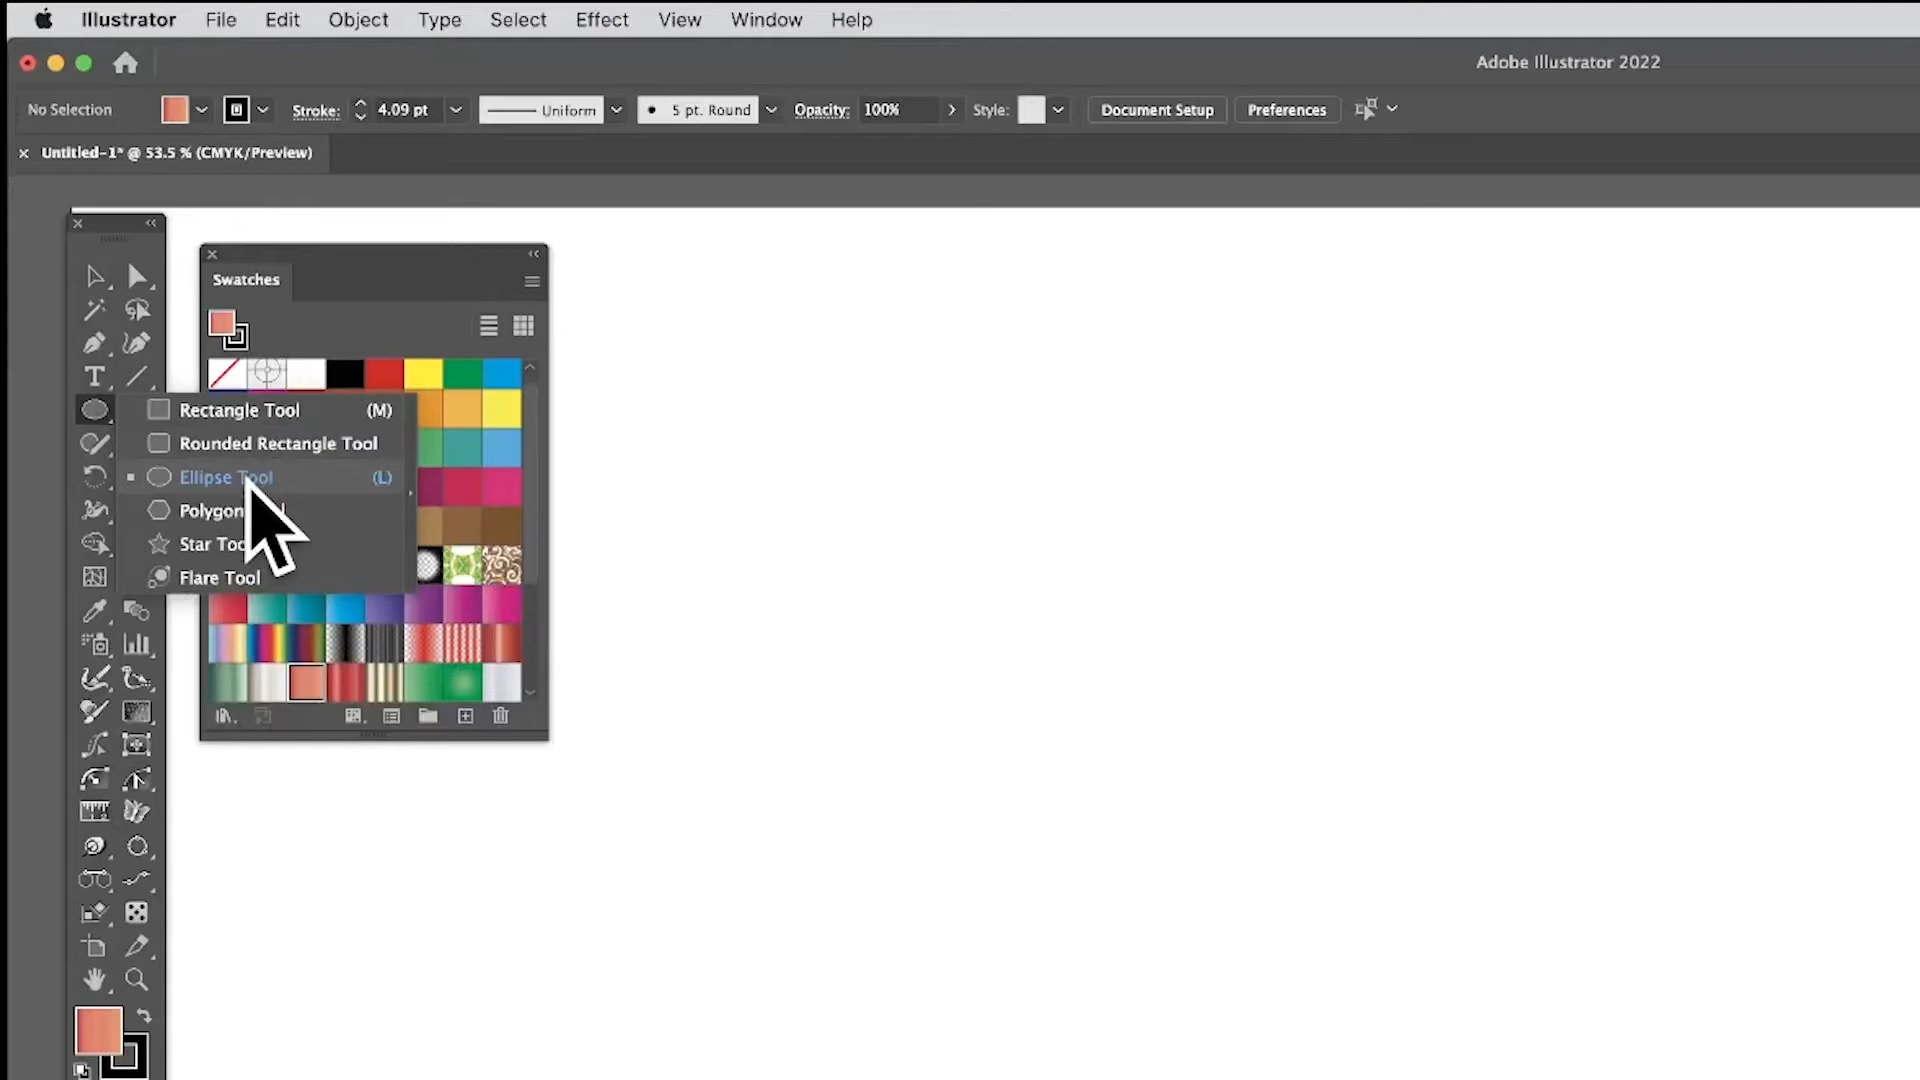 Illustrator File Edit Object Type Select Effect View Window Help
Adobe Illustrator 2022
No Selection Stroke: 4.09 pt Uniform 5 pt. Round Opacity: 100% Style: Document Setup Preferences
Untitled-1* @ 53.5 % (CMYK/Preview)
Swatches
Rectangle Tool (M)
Rounded Rectangle Tool
Ellipse Tool (L)
Polygon
Star
Flare Tool